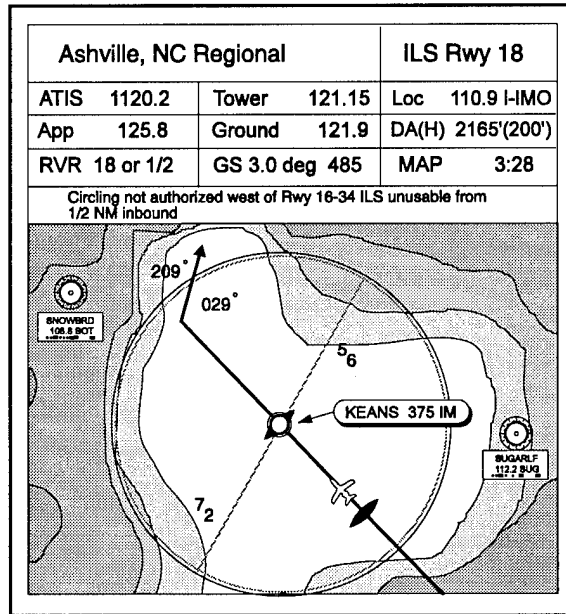 Ashville, NC Regional
ILS Rwy 18
ATIS 1120.2
Tower 121.15
Loc 110.9 I-IMO
App 125.8
Ground 121.9
DA(H) 2165'(200')
RVR 18 or 1/2
GS 3.0 deg 485
MAP 3:28
Circling not authorized west of Rwy 16-34 ILS unusable from
1/2 NM inbound
209°
029°
SNOWBRD
56
KEANS 375 IM
SUGARLF
112.2 SUG
72